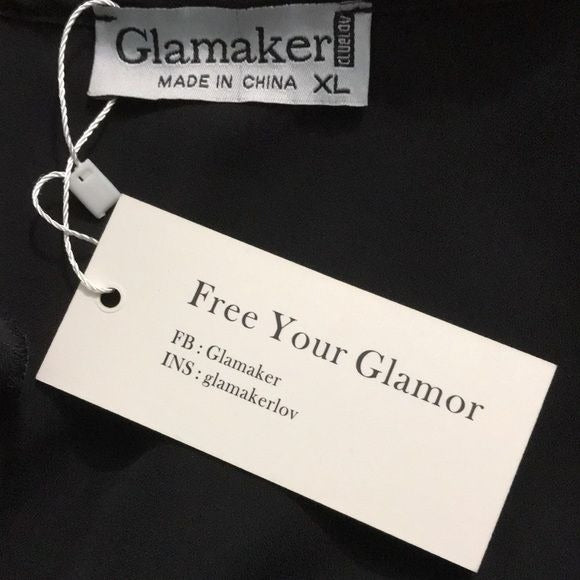 Glamaker
MADE IN CHINA XL
Free Your Glamor
FB : Glamaker
INS : glamakerlov